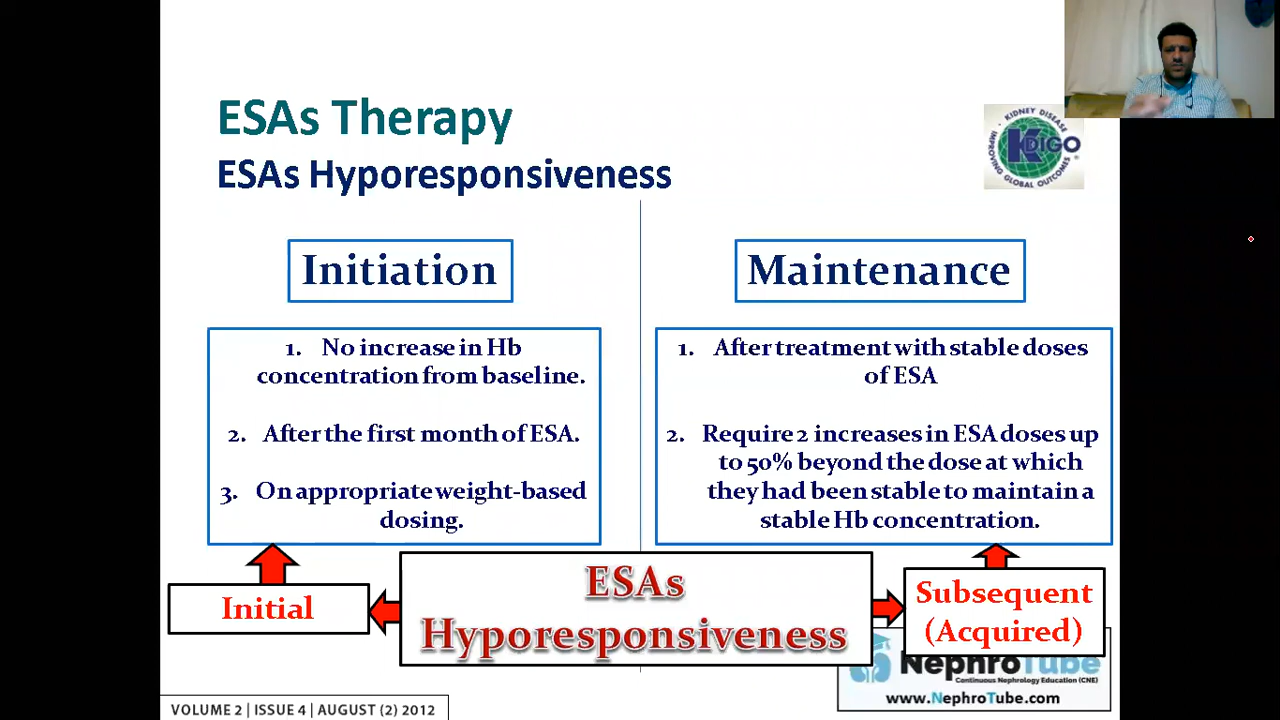 ESAs Therapy
ESAs Hyporesponsiveness
KIDNEY DISEASE
KDIGO
IMPROVING GLOBAL OUTCOMES
Initiation
1. No increase in Hb
concentration from baseline.
2. After the first month of ESA.
3. On appropriate weight-based
dosing.
Maintenance
1. After treatment with stable doses
of ESA
2. Require 2 increases in ESA doses up
to 50% beyond the dose at which
they had been stable to maintain a
stable Hb concentration.
Initial
ESAs
Hyporesponsiveness
Subsequent
(Acquired)
NephroTube
Continuous Nephrology Education (CNE)
www.NephroTube.com
VOLUME 2 | ISSUE 4 | AUGUST (2) 2012